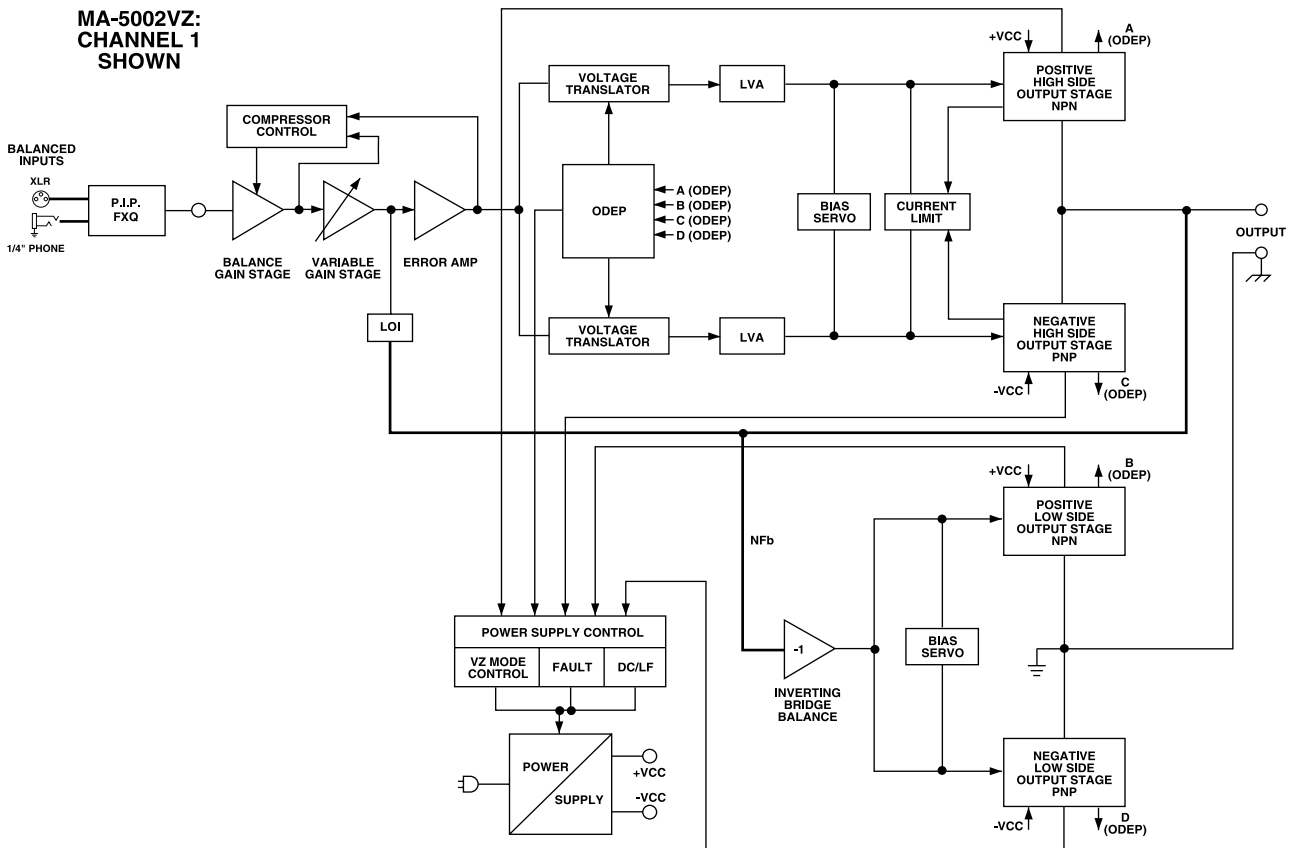 MA-5002VZ:
CHANNEL 1
SHOWN
BALANCED
INPUTS
XLR
1/4" PHONE
P.I.P.
FXQ
COMPRESSOR
CONTROL
BALANCE
GAIN STAGE
VARIABLE
GAIN STAGE
ERROR AMP
LOI
VOLTAGE
TRANSLATOR
LVA
ODEP
A (ODEP)
B (ODEP)
C (ODEP)
D (ODEP)
VOLTAGE
TRANSLATOR
LVA
BIAS
SERVO
CURRENT
LIMIT
+VCC
A
(ODEP)
POSITIVE
HIGH SIDE
OUTPUT STAGE
NPN
OUTPUT
NEGATIVE
HIGH SIDE
OUTPUT STAGE
PNP
-VCC
C
(ODEP)
+VCC
B
(ODEP)
POSITIVE
LOW SIDE
OUTPUT STAGE
NPN
NFb
-1
INVERTING
BRIDGE
BALANCE
BIAS
SERVO
NEGATIVE
LOW SIDE
OUTPUT STAGE
PNP
-VCC
D
(ODEP)
POWER SUPPLY CONTROL
VZ MODE
CONTROL
FAULT
DC/LF
POWER
SUPPLY
+VCC
-VCC